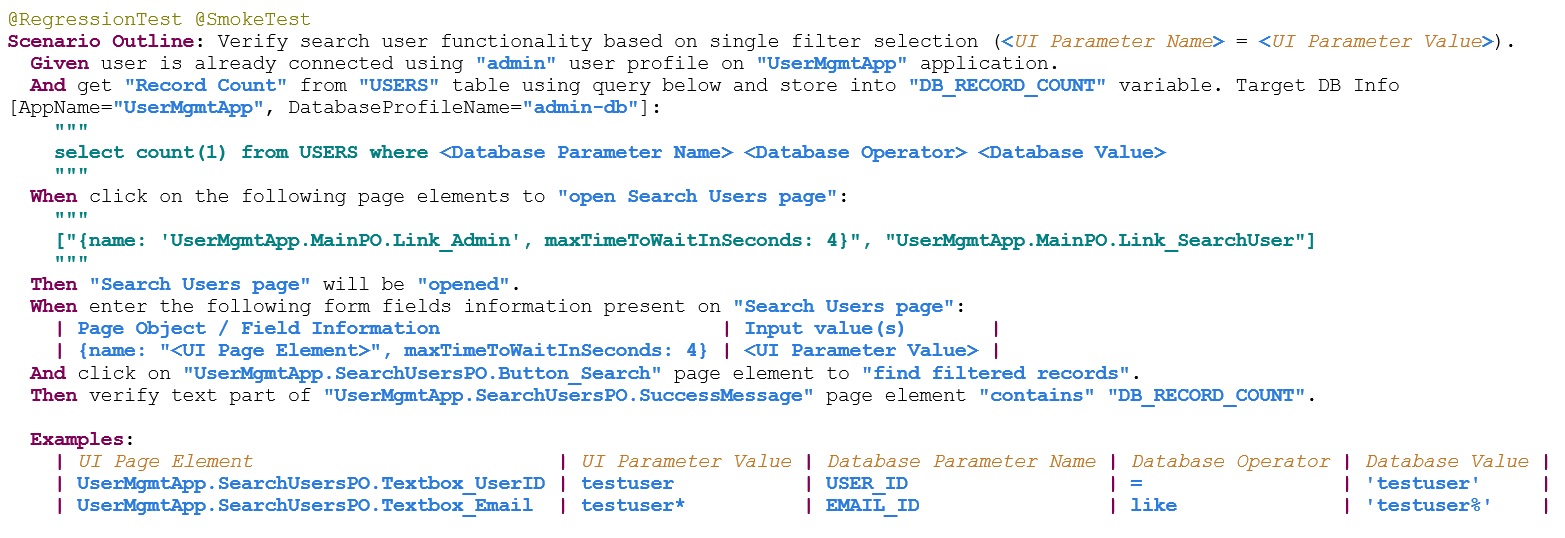 @RegressionTest @SmokeTest
Scenario Outline: Verify search user functionality based on single filter selection (<UI Parameter Name> = <UI Parameter Value>).
Given user is already connected using "admin" user profile on "UserMgmtApp" application.
And get "Record Count" from "USERS" table using query below and store into "DB_RECORD_COUNT" variable. Target DB Info
[AppName="UserMgmtApp", DatabaseProfileName="admin-db"]:
"""
select count(1) from USERS where <Database Parameter Name> <Database Operator> <Database Value>
"""
When click on the following page elements to "open Search Users page":
"""
["{name: 'UserMgmtApp.MainPO.Link_Admin', maxTimeToWaitInSeconds: 4}", "UserMgmtApp.MainPO.Link_SearchUser"]
"""
Then "Search Users page" will be "opened".
When enter the following form fields information present on "Search Users page":
| Page Object / Field Information | Input value(s) |
| {name: "<UI Page Element>", maxTimeToWaitInSeconds: 4} | <UI Parameter Value> |
And click on "UserMgmtApp.SearchUsersPO.Button_Search" page element to "find filtered records".
Then verify text part of "UserMgmtApp.SearchUsersPO.SuccessMessage" page element "contains" "DB_RECORD_COUNT".
Examples:
| UI Page Element | UI Parameter Value | Database Parameter Name | Database Operator | Database Value |
| UserMgmtApp.SearchUsersPO.Textbox_UserID | testuser | USER_ID | = | 'testuser' |
| UserMgmtApp.SearchUsersPO.Textbox_Email | testuser* | EMAIL_ID | like | 'testuser%' |